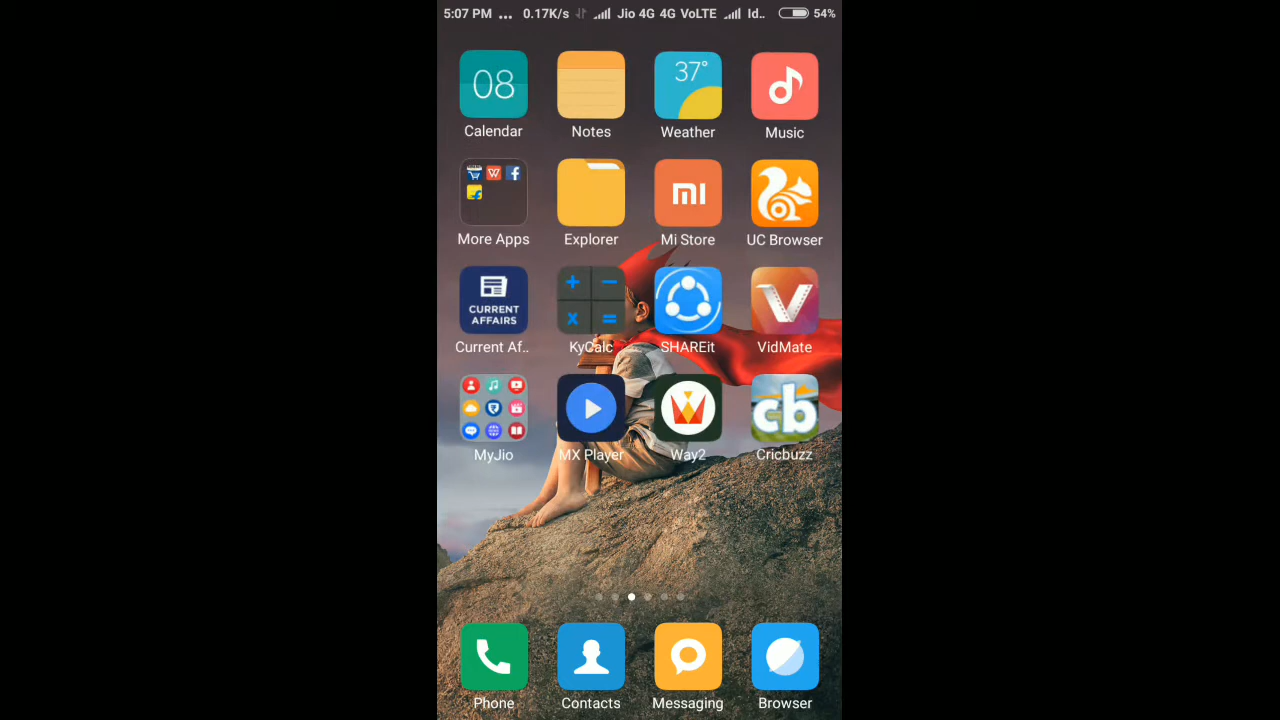 5:07 PM ... 0.17K/s Jio 4G 4G VoLTE Id.. 54%
08 37°
Calendar Notes Weather Music
More Apps Explorer Mi Store UC Browser
CURRENT
AFFAIRS
Current Af.. KyCalc SHAREit VidMate
cb
MyJio MX Player Way2 Cricbuzz
Phone Contacts Messaging Browser